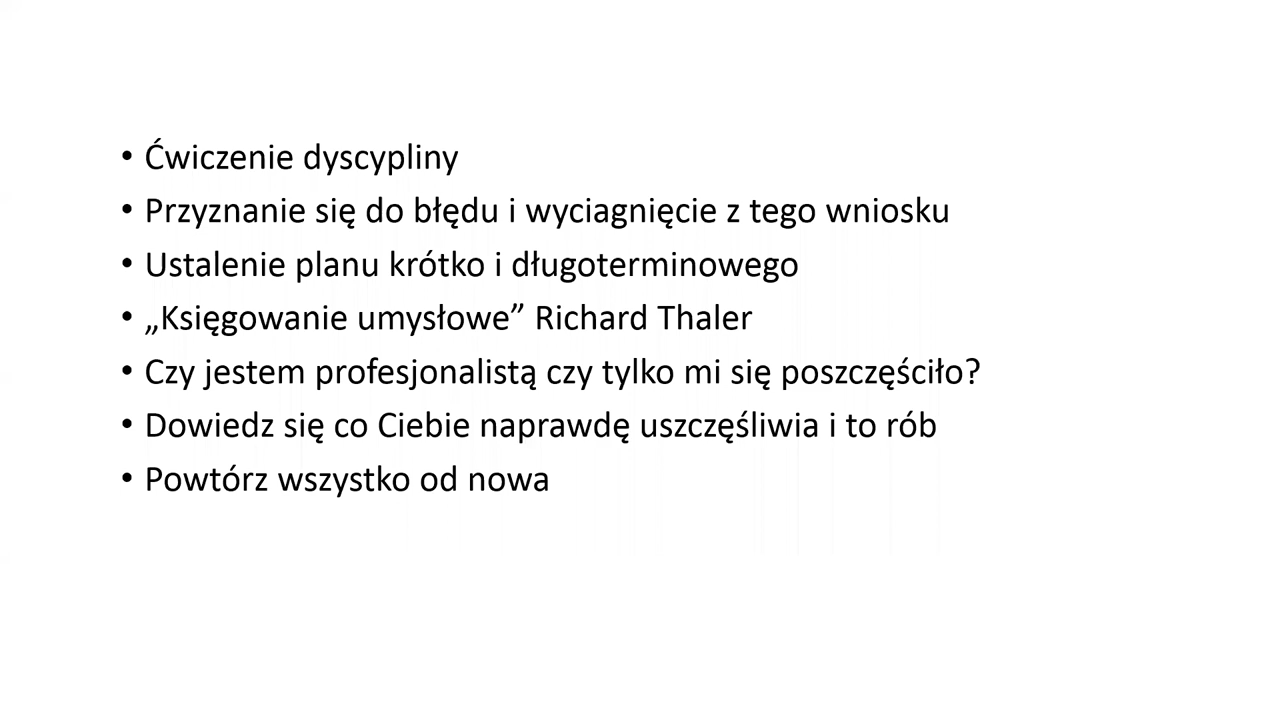 • Ćwiczenie dyscypliny
• Przyznanie się do błędu i wyciagnięcie z tego wniosku
• Ustalenie planu krótko i długoterminowego
• „Księgowanie umysłowe” Richard Thaler
• Czy jestem profesjonalistą czy tylko mi się poszczęściło?
• Dowiedz się co Ciebie naprawdę uszczęśliwia i to rób
• Powtórz wszystko od nowa